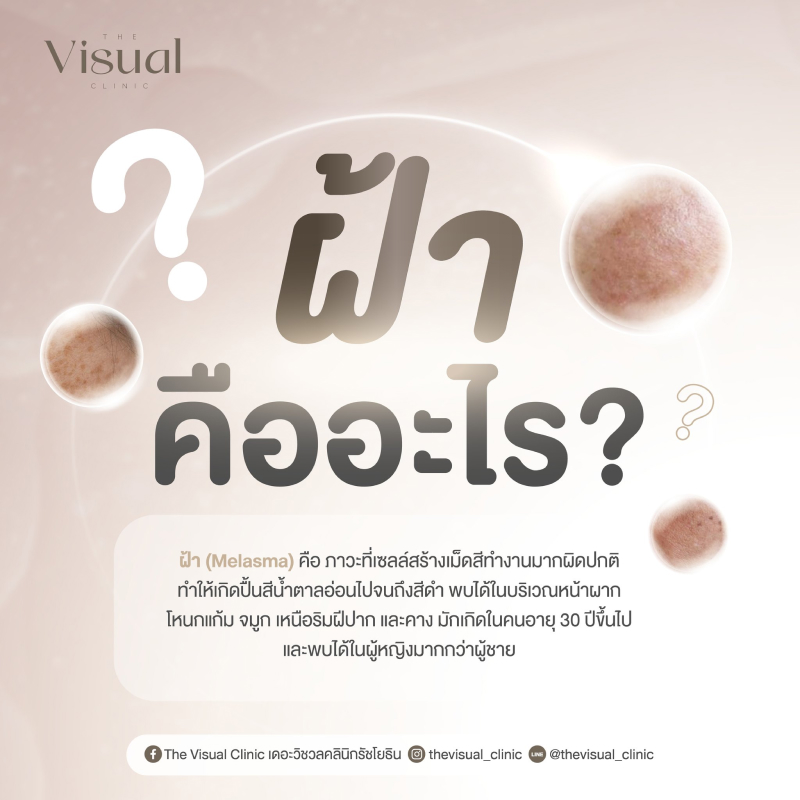 THE
Visual
CLINIC
?
ฝ้า
คืออะไร?
?
ฝ้า (Melasma) คือ ภาวะที่เซลล์สร้างเม็ดสีทำงานมากผิดปกติ
ทำให้เกิดปื้นสีน้ำตาลอ่อนไปจนถึงสีดำ พบได้ในบริเวณหน้าผาก
โหนกแก้ม จมูก เหนือริมฝีปาก และคาง มักเกิดในคนอายุ 30 ปีขึ้นไป
และพบได้ในผู้หญิงมากกว่าผู้ชาย
The Visual Clinic เดอะวิชวลคลินิกรัชโยธิน thevisual_clinic LINE @thevisual_clinic